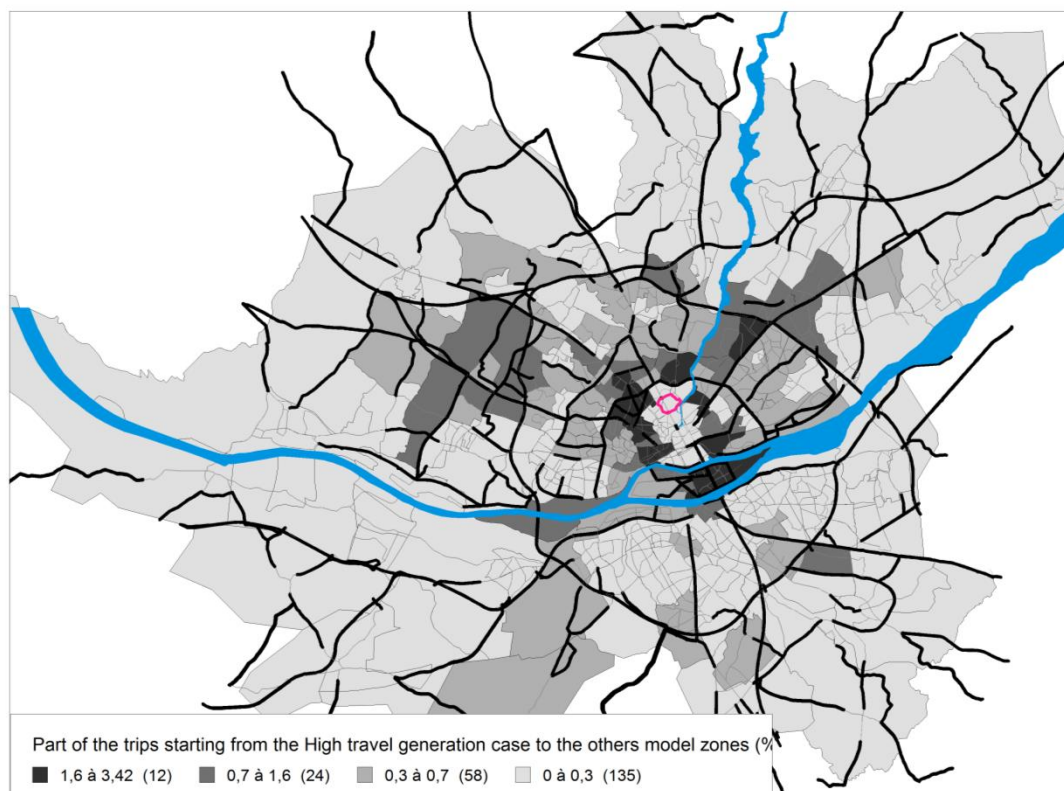 Part of the trips starting from the High travel generation case to the others model zones (%
1,6 à 3,42 (12) 0,7 à 1,6 (24) 0,3 à 0,7 (58) 0 à 0,3 (135)